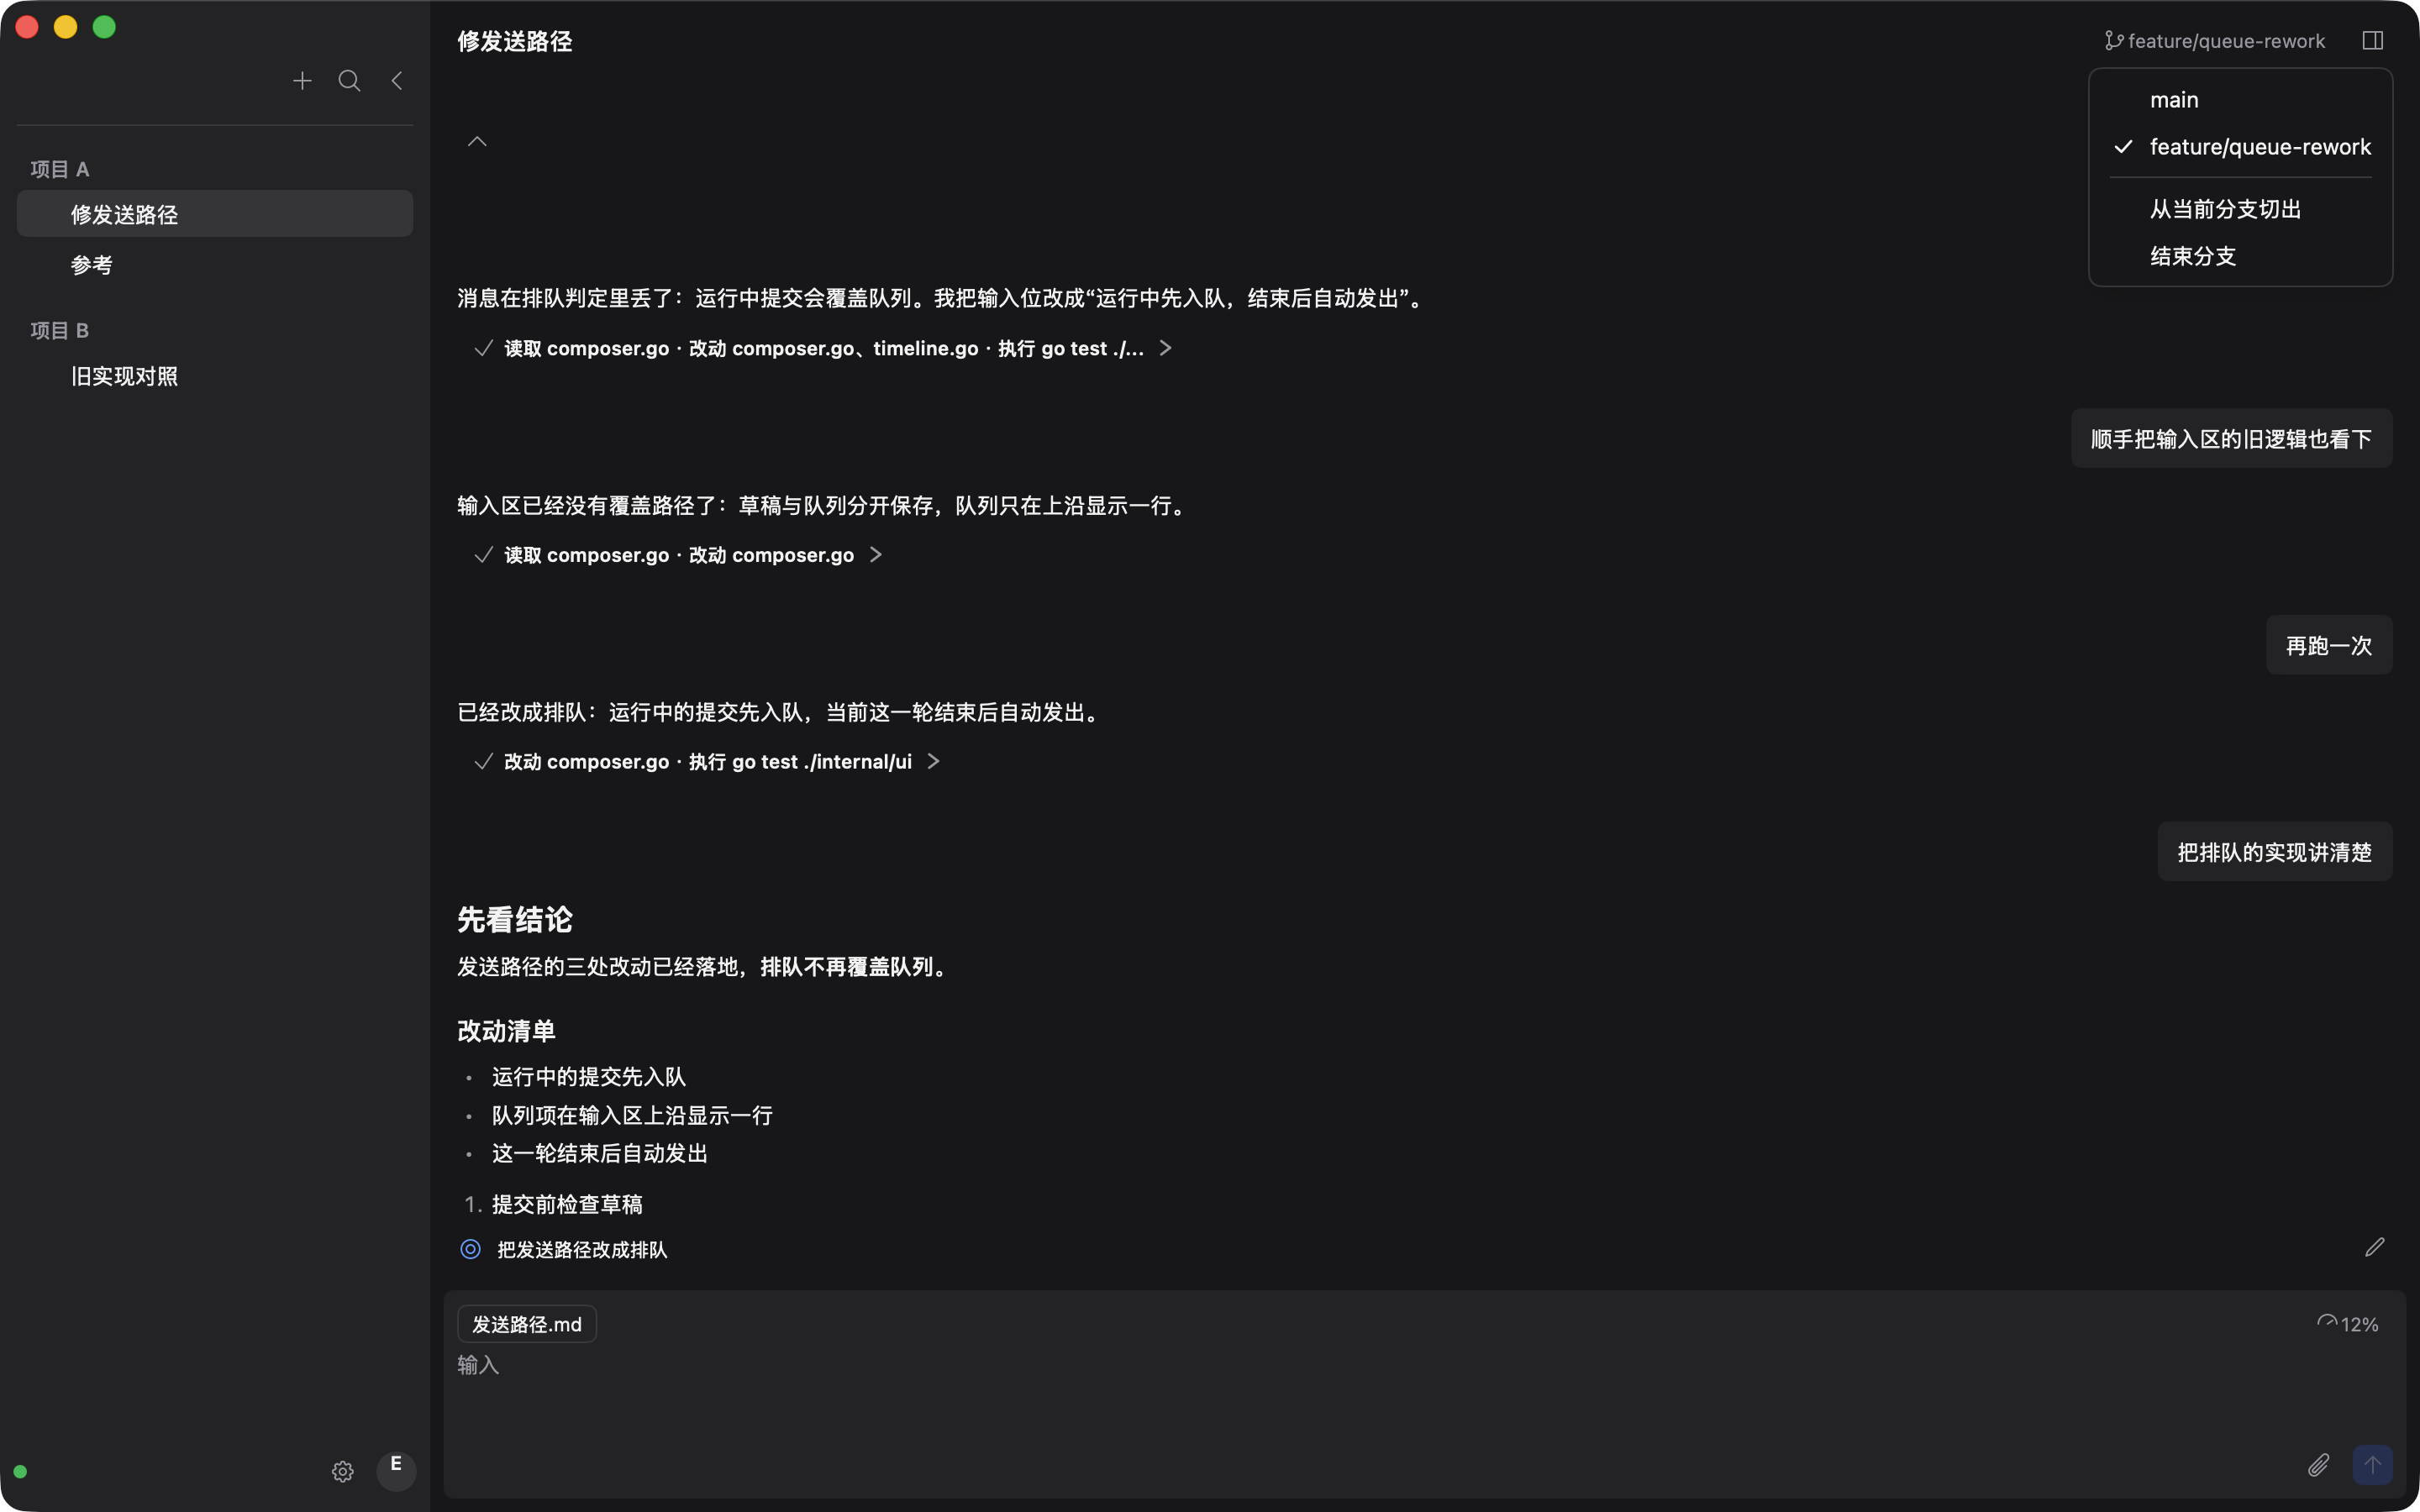 修发送路径
feature/queue-rework
main
feature/queue-rework
从当前分支切出
结束分支
项目 A
修发送路径
参考
项目 B
旧实现对照
消息在排队判定里丢了：运行中提交会覆盖队列。我把输入位改成“运行中先入队，结束后自动发出”。
读取 composer.go · 改动 composer.go、timeline.go · 执行 go test ./...
顺手把输入区的旧逻辑也看下
输入区已经没有覆盖路径了：草稿与队列分开保存，队列只在上沿显示一行。
读取 composer.go · 改动 composer.go
再跑一次
已经改成排队：运行中的提交先入队，当前这一轮结束后自动发出。
改动 composer.go · 执行 go test ./internal/ui
把排队的实现讲清楚
先看结论
发送路径的三处改动已经落地，排队不再覆盖队列。
改动清单
• 运行中的提交先入队
• 队列项在输入区上沿显示一行
• 这一轮结束后自动发出
1. 提交前检查草稿
把发送路径改成排队
发送路径.md
12%
输入
E